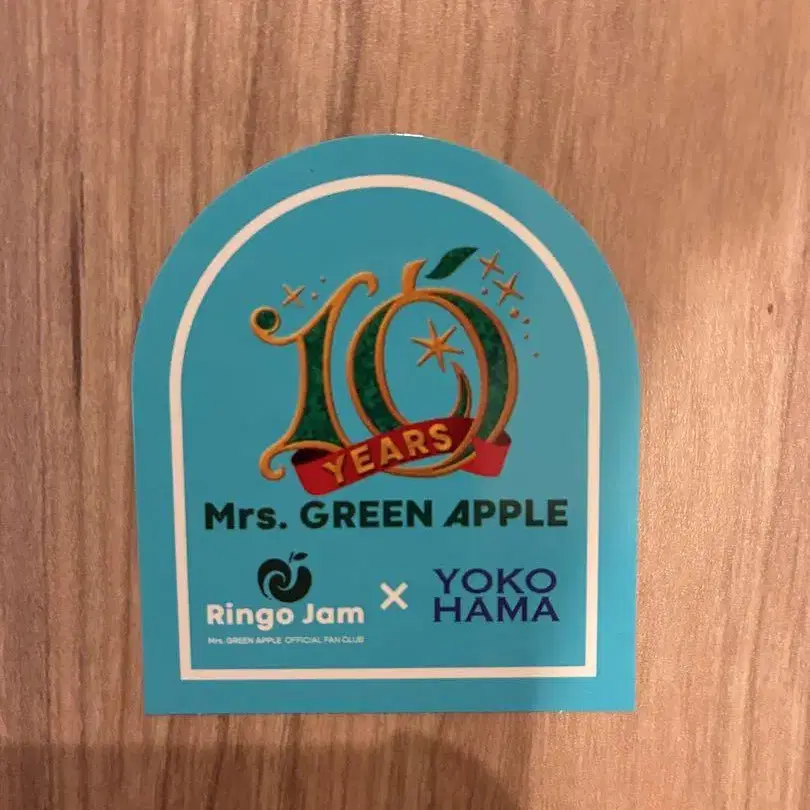 10
YEARS
Mrs. GREEN APPLE
Ringo Jam × YOKO HAMA
Mrs. GREEN APPLE OFFICIAL FAN CLUB